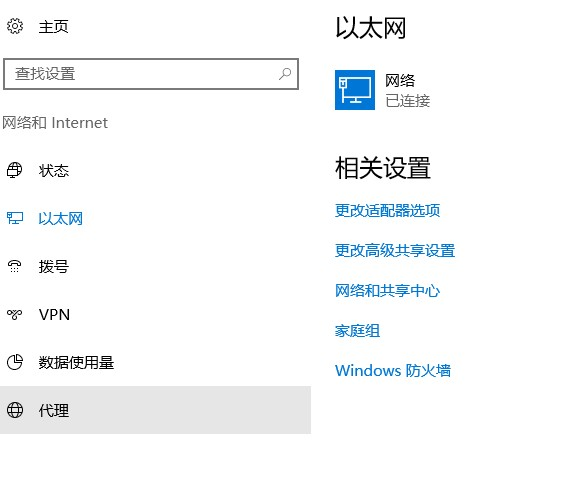 主页
查找设置
网络和 Internet
状态
以太网
拨号
VPN
数据使用量
代理
以太网
网络
已连接
相关设置
更改适配器选项
更改高级共享设置
网络和共享中心
家庭组
Windows 防火墙